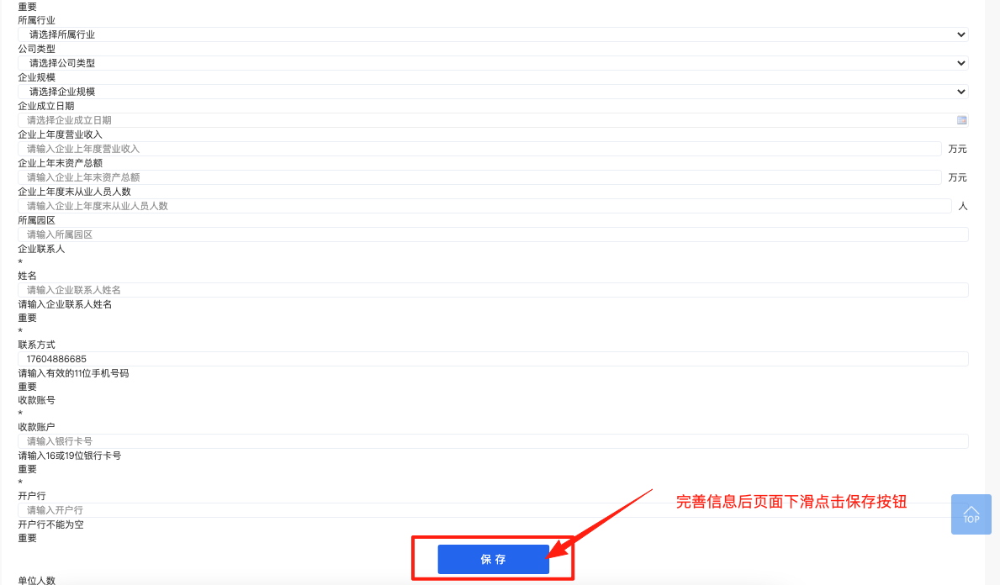 重要
所属行业
请选择所属行业
公司类型
请选择公司类型
企业规模
请选择企业规模
企业成立日期
请选择企业成立日期
企业上年度营业收入
请输入企业上年度营业收入 万元
企业上年末资产总额
请输入企业上年末资产总额 万元
企业上年度末从业人员人数
请输入企业上年度末从业人员人数 人
所属园区
请输入所属园区
企业联系人
*
姓名
请输入企业联系人姓名
请输入企业联系人姓名
重要
*
联系方式
17604886685
请输入有效的11位手机号码
重要
收款账号
*
收款账户
请输入银行卡号
请输入16或19位银行卡号
重要
*
开户行
完善信息后页面下滑点击保存按钮
请输入开户行
TOP
开户行不能为空
重要
保 存
单位人数